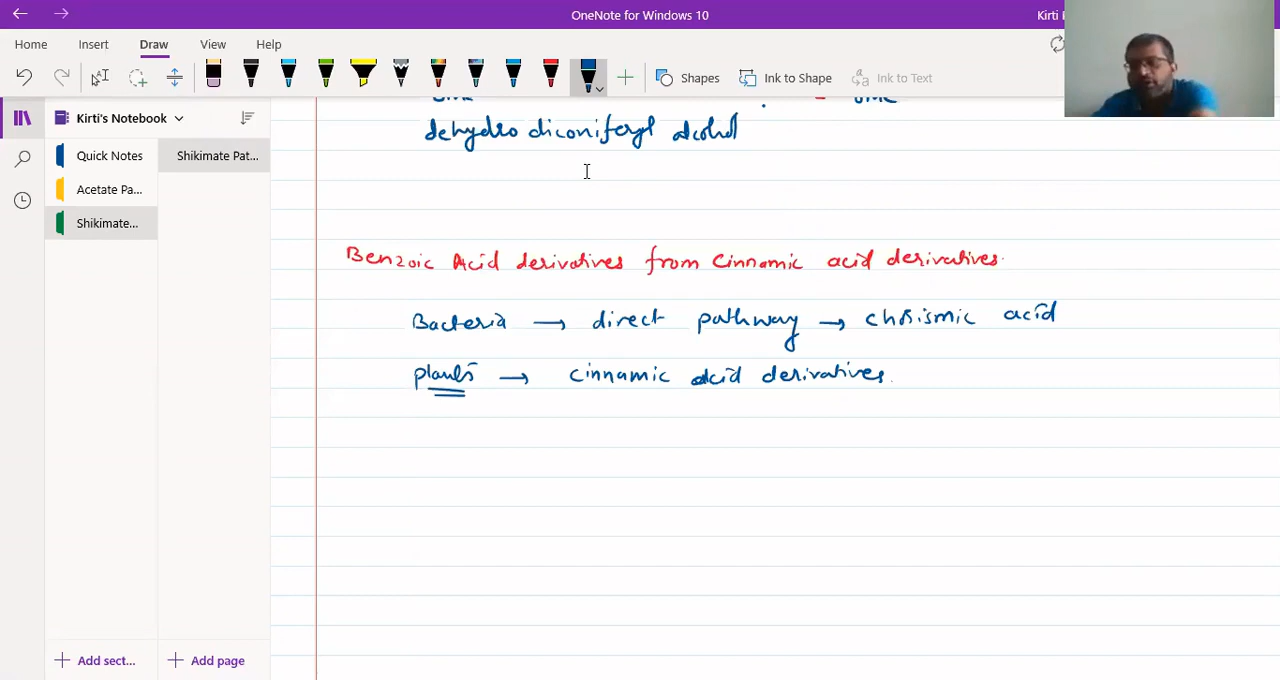 OneNote for Windows 10
Kirti
Home Insert Draw View Help
Shapes Ink to Shape Ink to Text
Kirti's Notebook
Quick Notes
Acetate Pa...
Shikimate...
Shikimate Pat...
dehydro diconiferyl alcohol
Benzoic Acid derivatives from Cinnamic acid derivatives.
Bacteria → direct pathway → chorismic acid
plants → cinnamic acid derivatives.
+ Add sect... + Add page